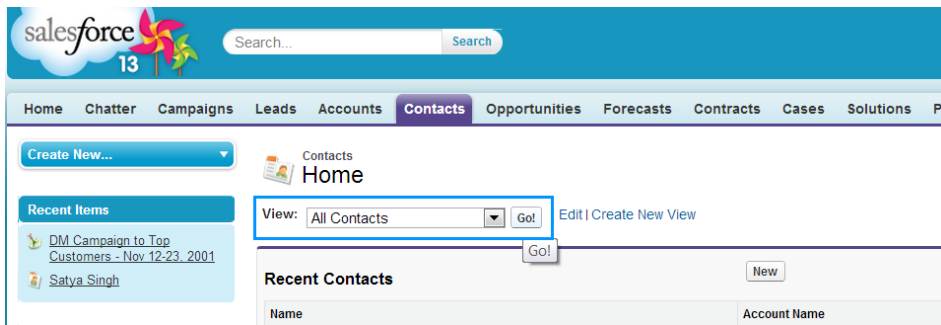 salesforce
13
Search...
Search
Home Chatter Campaigns Leads Accounts Contacts Opportunities Forecasts Contracts Cases Solutions P
Create New...
Contacts
Home
Recent Items
DM Campaign to Top
Customers - Nov 12-23, 2001
Satya Singh
View: All Contacts Go! Edit | Create New View
Go!
Recent Contacts New
Name Account Name